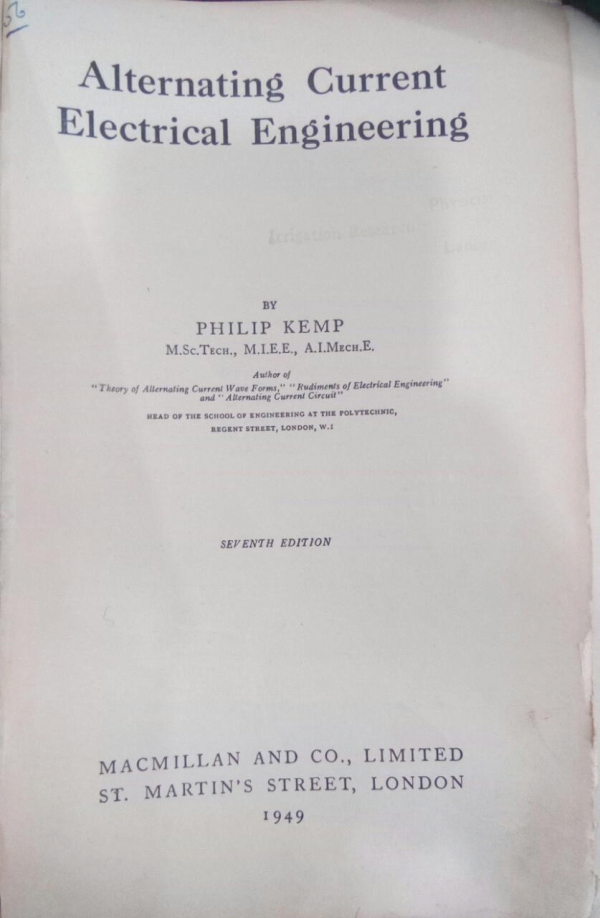 Alternating Current
Electrical Engineering
Irrigation Research
BY
PHILIP KEMP
M.Sc.Tech., M.I.E.E., A.I.Mech.E.
Author of
"Theory of Alternating Current Wave Forms," "Rudiments of Electrical Engineering"
and "Alternating Current Circuit"
HEAD OF THE SCHOOL OF ENGINEERING AT THE POLYTECHNIC,
REGENT STREET, LONDON, W.1
SEVENTH EDITION
MACMILLAN AND CO., LIMITED
ST. MARTIN'S STREET, LONDON
1949